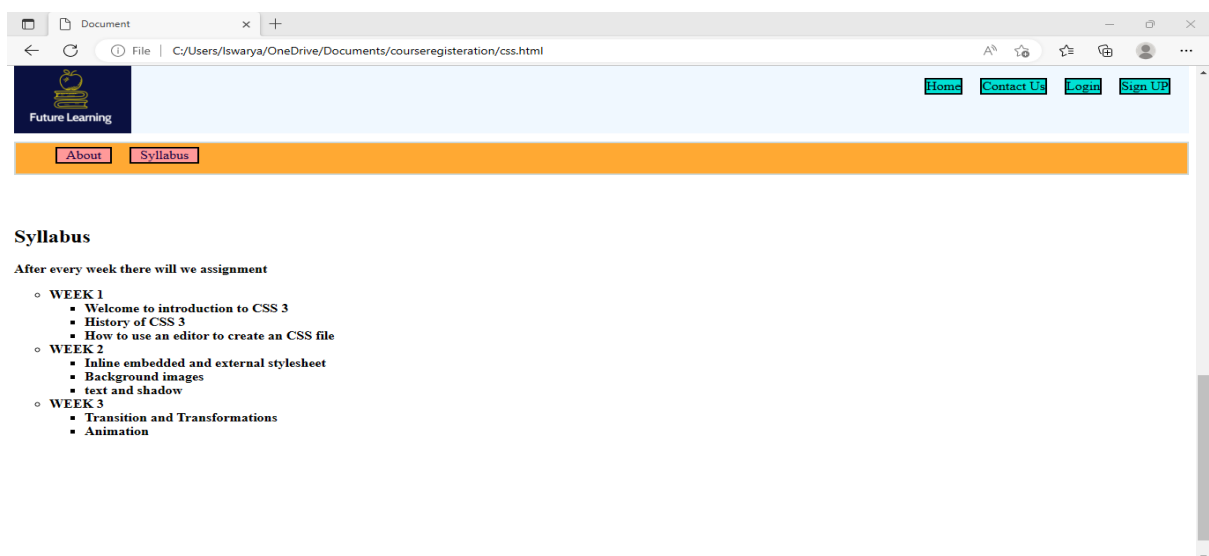 Document
File | C:/Users/Iswarya/OneDrive/Documents/courseregisteration/css.html
Future Learning
Home Contact Us Login Sign UP
About Syllabus
Syllabus
After every week there will we assignment
WEEK 1
Welcome to introduction to CSS 3
History of CSS 3
How to use an editor to create an CSS file
WEEK 2
Inline embedded and external stylesheet
Background images
text and shadow
WEEK 3
Transition and Transformations
Animation